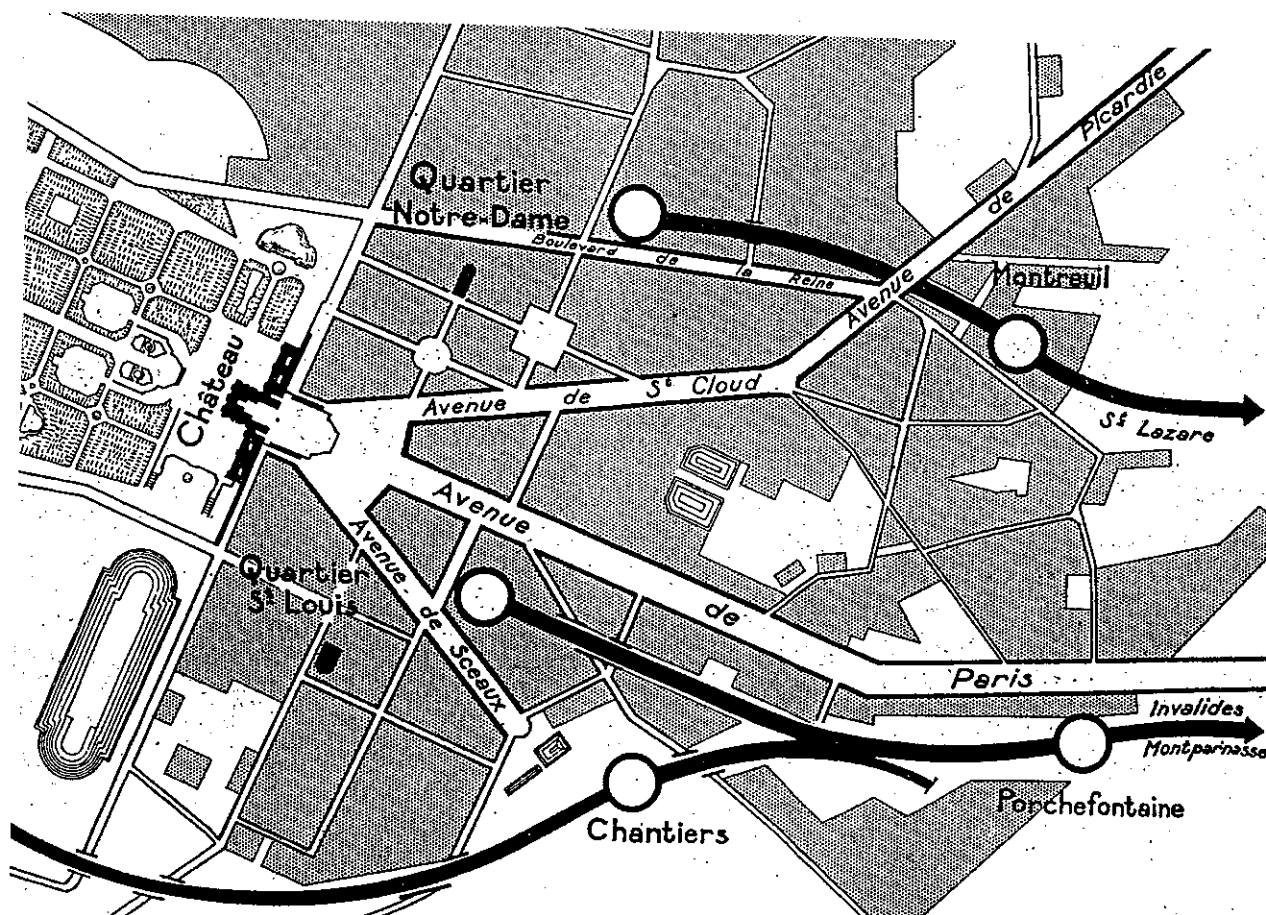 Quartier
Notre-Dame
Boulevard de la Reine
Avenue de Picardie
Montreuil
Château
Avenue de St Cloud
St Lazare
Avenue de Paris
Avenue de Sceaux
Quartier
St Louis
Invalides
Montparinasse
Porchefontaine
Chantiers